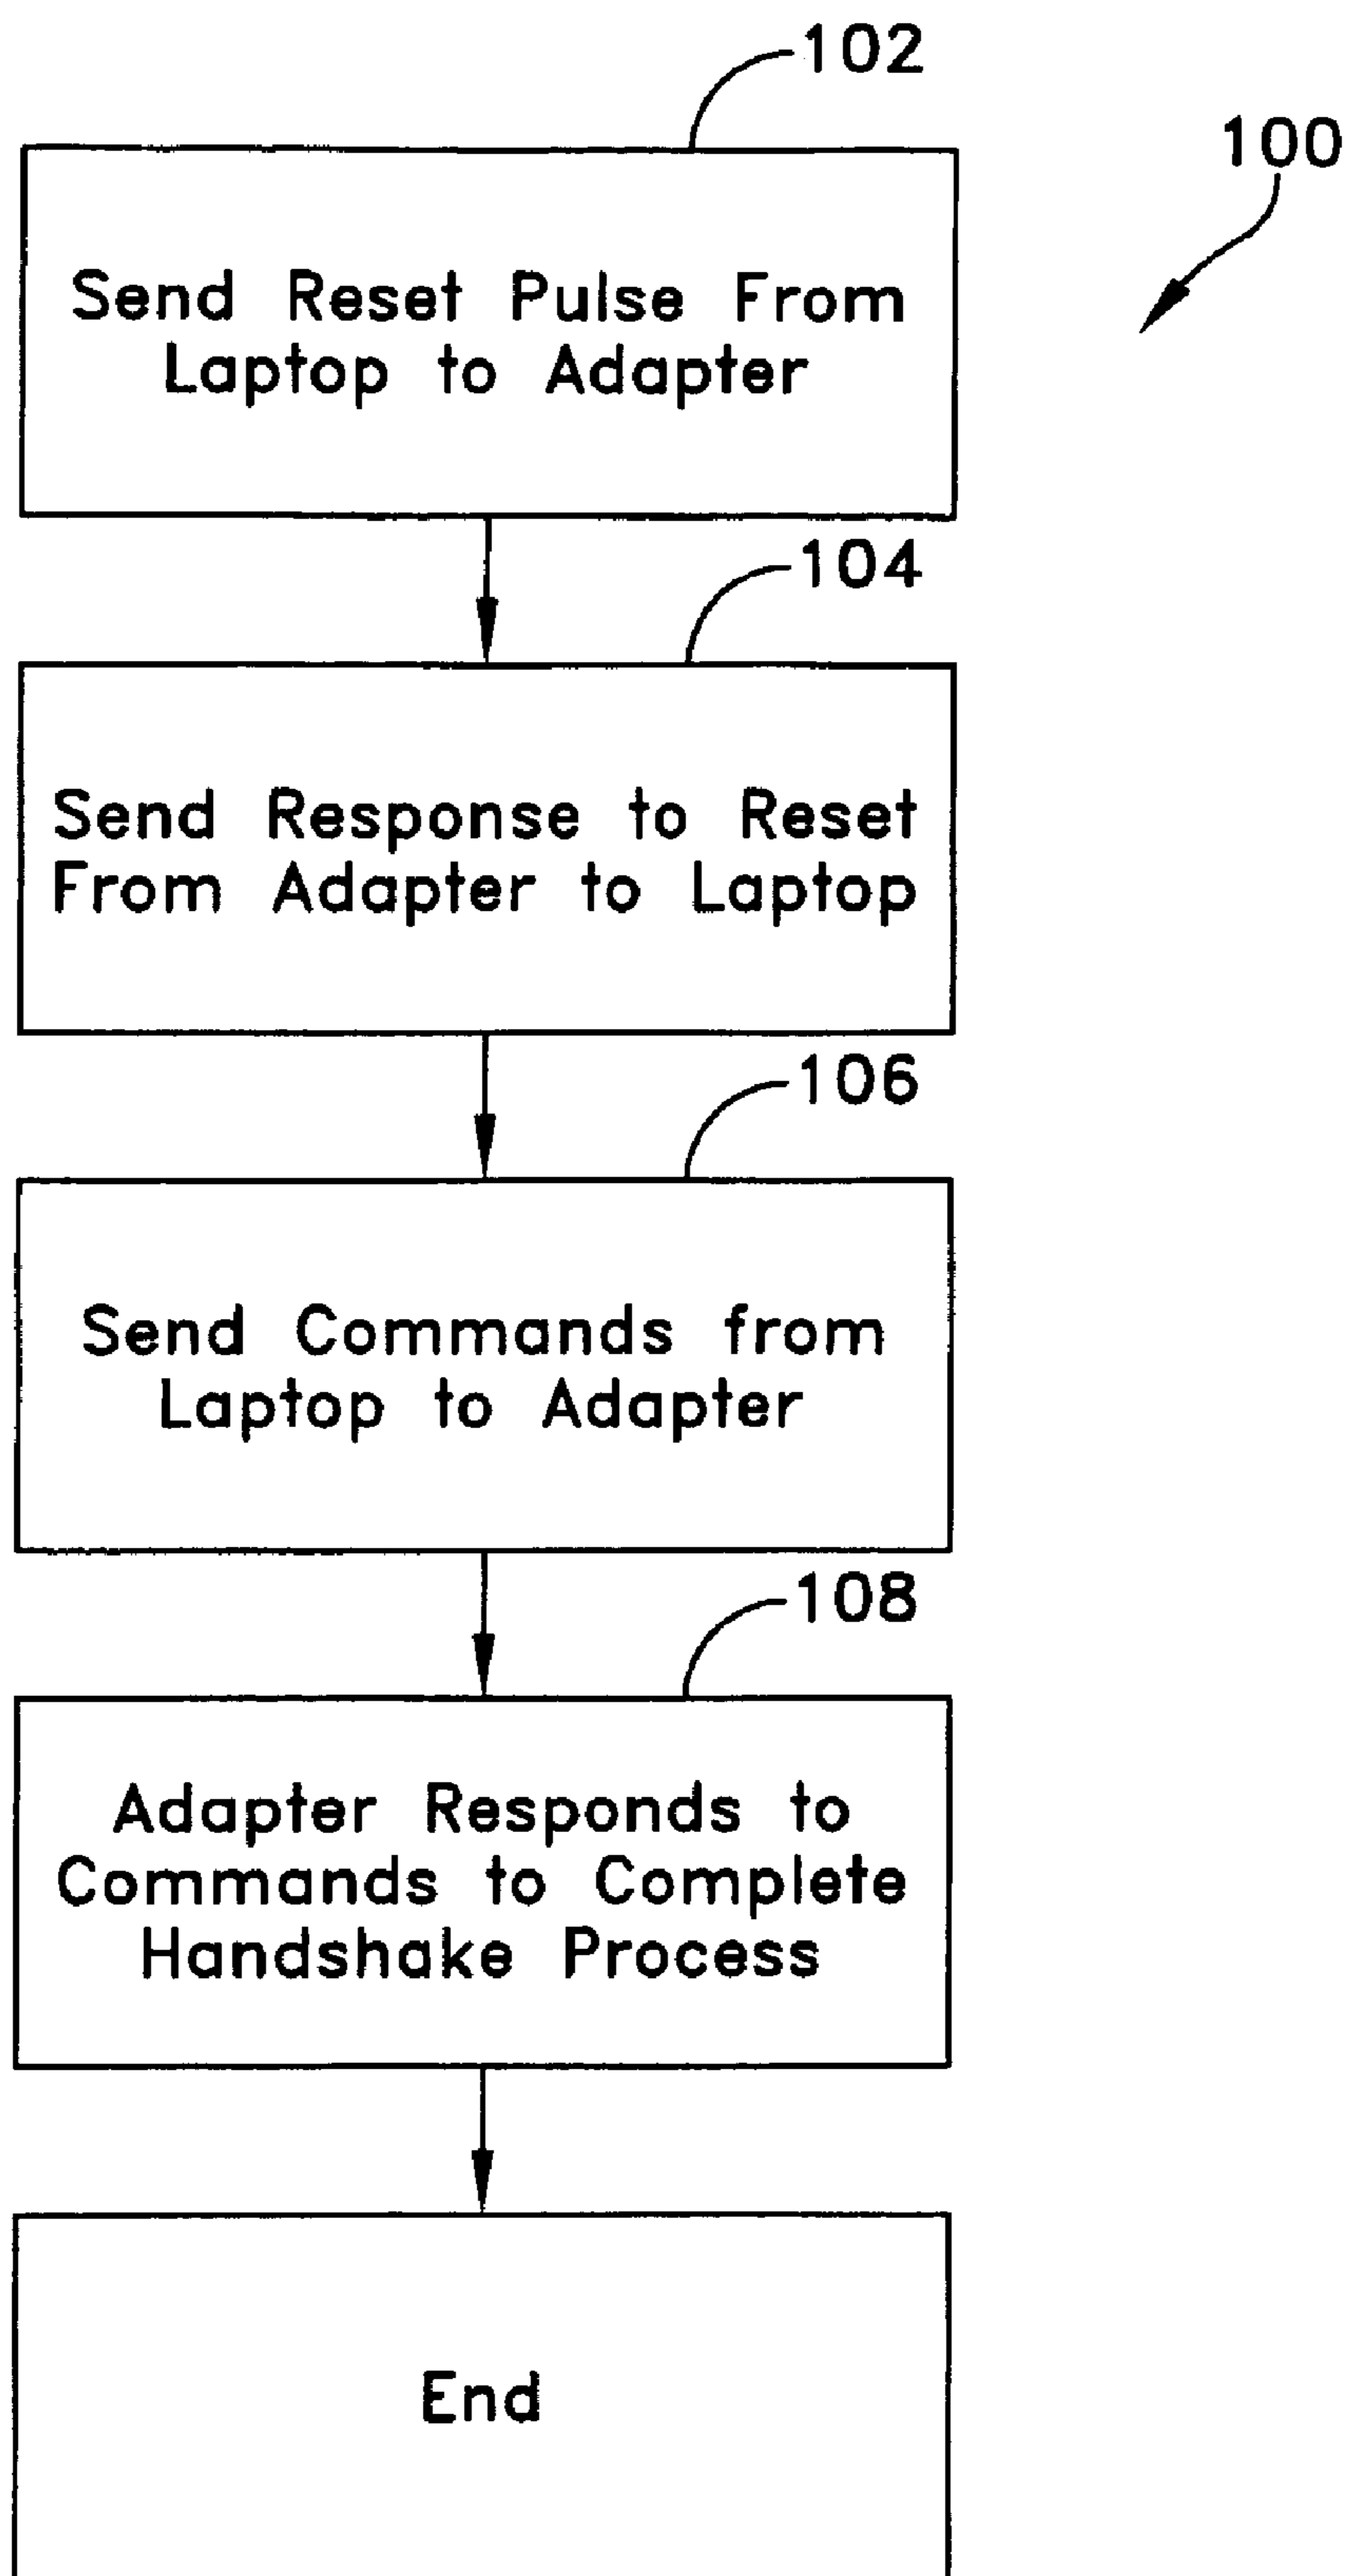 102
100
Send Reset Pulse From
Laptop to Adapter
104
Send Response to Reset
From Adapter to Laptop
106
Send Commands from
Laptop to Adapter
108
Adapter Responds to
Commands to Complete
Handshake Process
End